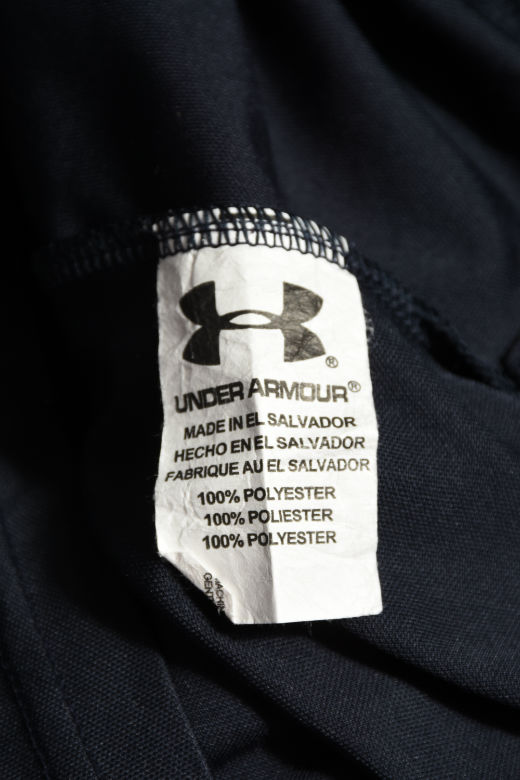 ®
UNDER ARMOUR®
MADE IN EL SALVADOR
HECHO EN EL SALVADOR
FABRIQUE AU EL SALVADOR
100% POLYESTER
100% POLIESTER
100% POLYESTER